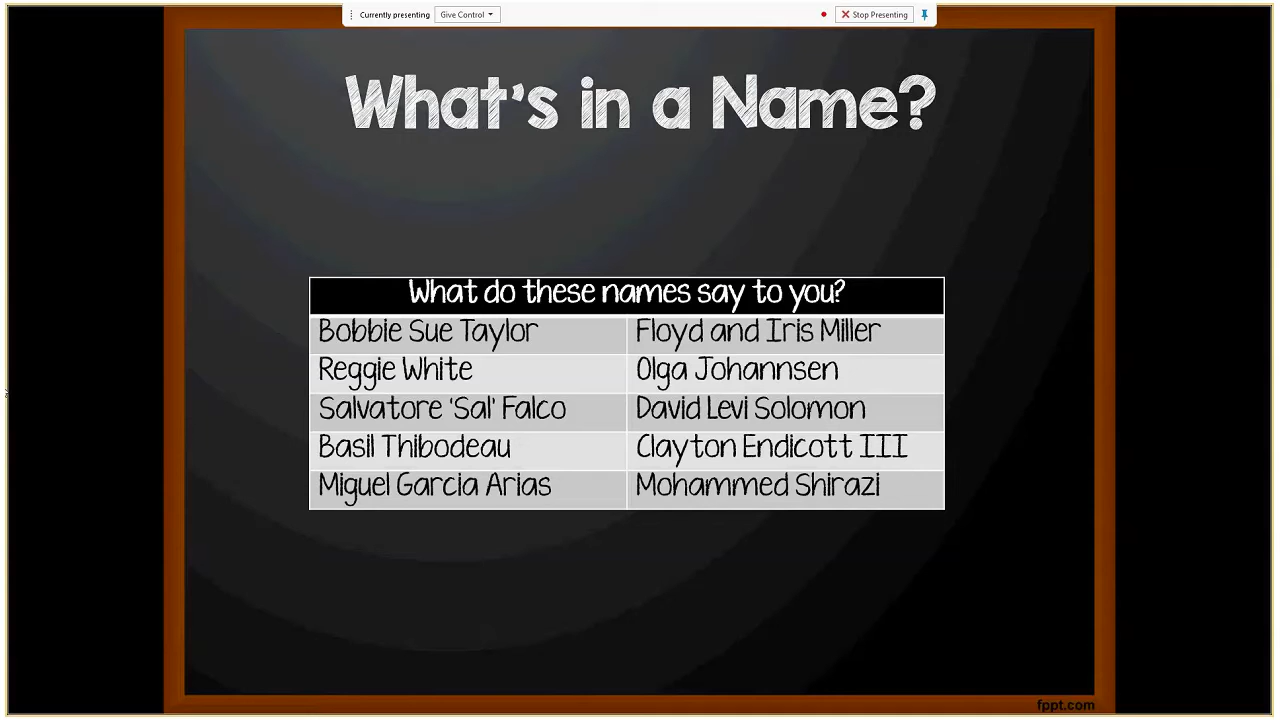 Currently presenting Give Control Stop Presenting
What's in a Name?
What do these names say to you?
Bobbie Sue Taylor Floyd and Iris Miller
Reggie White Olga Johannsen
Salvatore 'Sal' Falco David Levi Solomon
Basil Thibodeau Clayton Endicott III
Miguel Garcia Arias Mohammed Shirazi
fppt.com